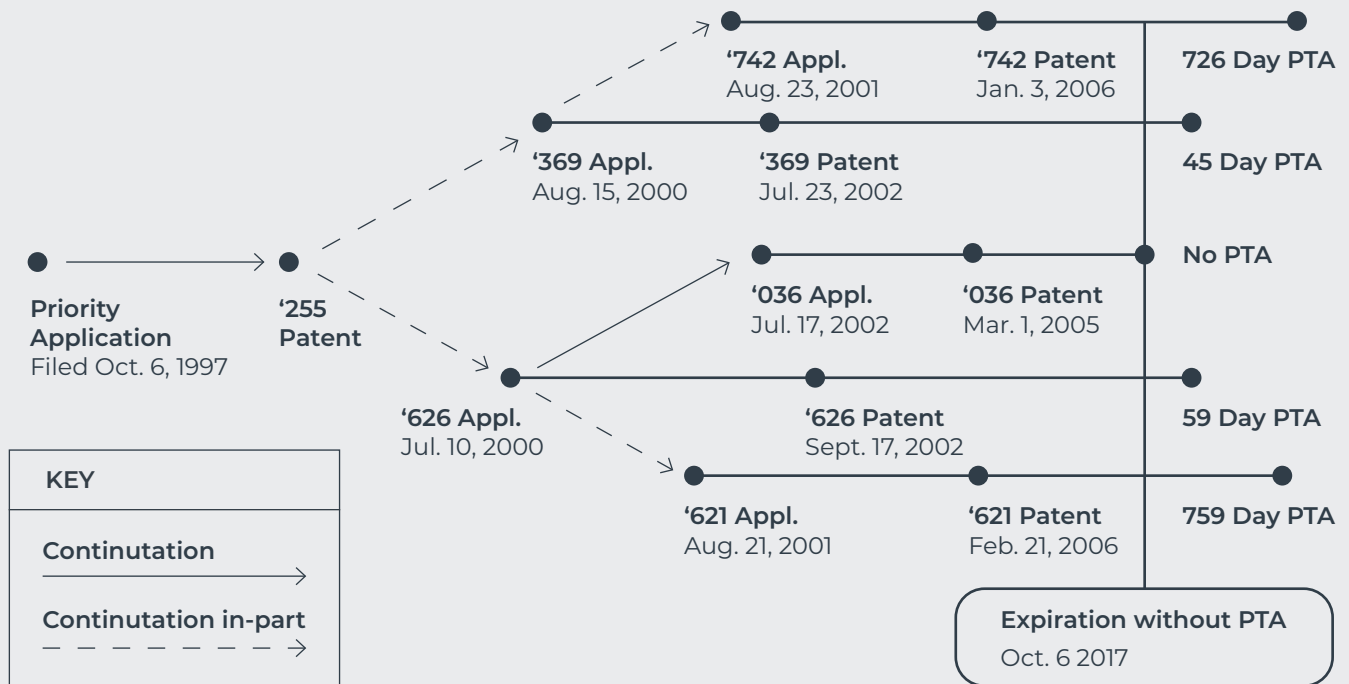 ‘742 Appl.
Aug. 23, 2001
‘742 Patent
Jan. 3, 2006
726 Day PTA
‘369 Appl.
Aug. 15, 2000
‘369 Patent
Jul. 23, 2002
45 Day PTA
Priority
Application
Filed Oct. 6, 1997
‘255
Patent
‘036 Appl.
Jul. 17, 2002
‘036 Patent
Mar. 1, 2005
No PTA
‘626 Appl.
Jul. 10, 2000
‘626 Patent
Sept. 17, 2002
59 Day PTA
‘621 Appl.
Aug. 21, 2001
‘621 Patent
Feb. 21, 2006
759 Day PTA
KEY
Continutation
Continutation in-part
Expiration without PTA
Oct. 6 2017